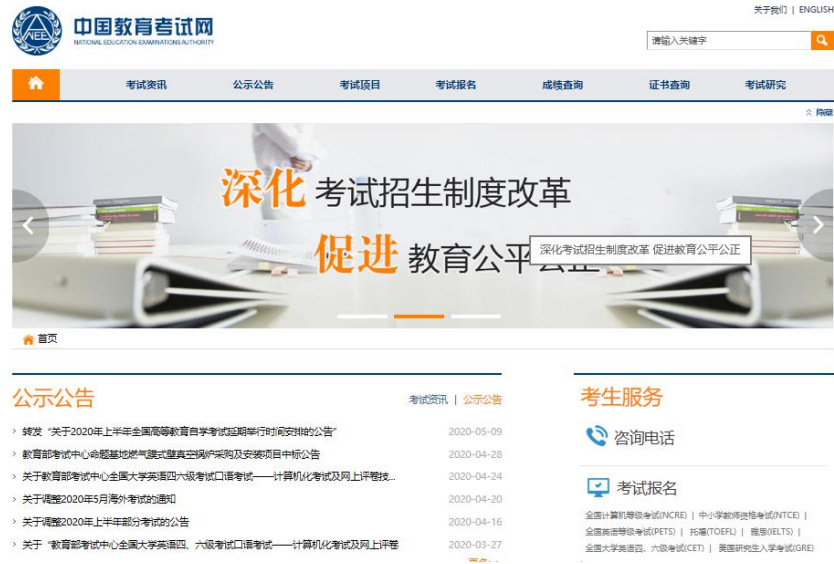 关于我们 | ENGLISH
NEEA
中国教育考试网
NATIONAL EDUCATION EXAMINATIONS AUTHORITY
请输入关键字
考试资讯 公示公告 考试项目 考试报名 成绩查询 证书查询 考试研究
隐藏
深化 考试招生制度改革
促进 教育公平公正
深化考试招生制度改革 促进教育公平公正
首页
公示公告
考试资讯 | 公示公告
转发“关于2020年上半年全国高等教育自学考试延期举行时间安排的公告” 2020-05-09
教育部考试中心命题基地燃气膜式壁真空锅炉采购及安装项目中标公告 2020-04-28
关于教育部考试中心全国大学英语四六级考试口语考试——计算机化考试及网上评卷技... 2020-04-24
关于调整2020年5月海外考试的通知 2020-04-20
关于调整2020年上半年部分考试的公告 2020-04-16
关于“教育部考试中心全国大学英语四、六级考试口语考试——计算机化考试及网上评卷 2020-03-27
考生服务
咨询电话
考试报名
全国计算机等级考试(NCRE) | 中小学教师资格考试(NTCE) |
全国英语等级考试(PETS) | 托福(TOEFL) | 雅思(IELTS) |
全国大学英语四、六级考试(CET) | 美国研究生入学考试(GRE)